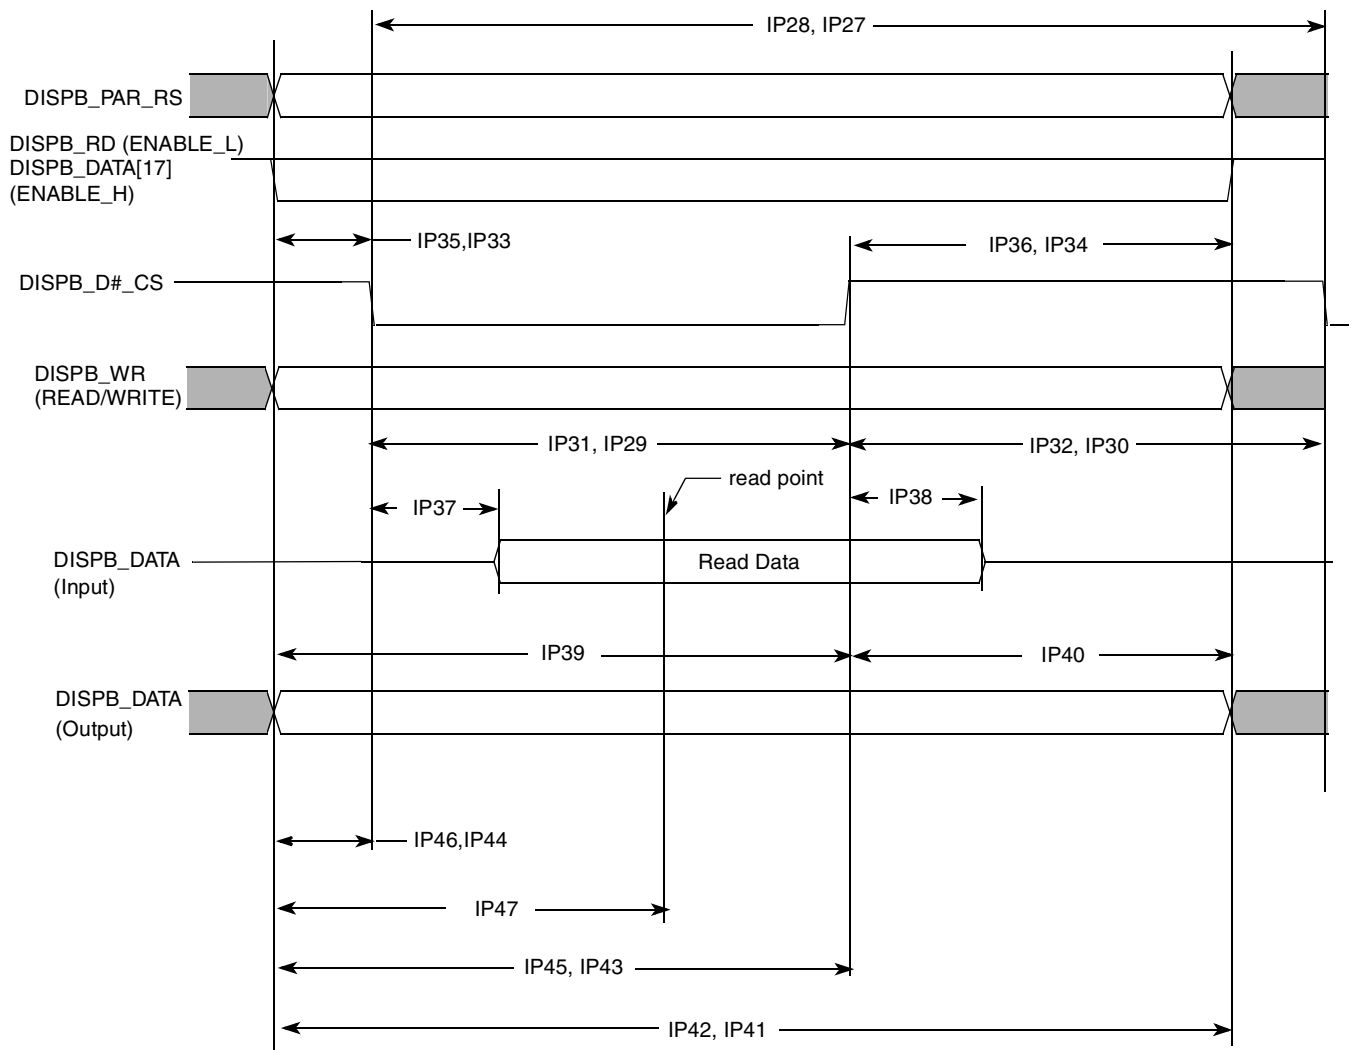 IP28, IP27
DISPB_PAR_RS
DISPB_RD (ENABLE_L)
DISPB_DATA[17]
(ENABLE_H)
IP35,IP33
IP36, IP34
DISPB_D#_CS
DISPB_WR
(READ/WRITE)
IP31, IP29
IP32, IP30
read point
IP37
IP38
DISPB_DATA
(Input)
Read Data
IP39
IP40
DISPB_DATA
(Output)
IP46,IP44
IP47
IP45, IP43
IP42, IP41